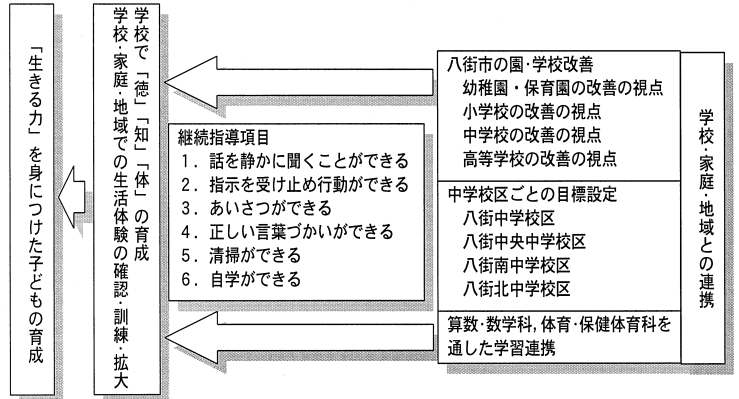 「生きる力」を身につけた子どもの育成
学校で「徳」「知」「体」の育成
学校・家庭・地域での生活体験の確認・訓練・拡大
継続指導項目
1．話を静かに聞くことができる
2．指示を受け止め行動ができる
3．あいさつができる
4．正しい言葉づかいができる
5．清掃ができる
6．自学ができる
八街市の園・学校改善
幼稚園・保育園の改善の視点
小学校の改善の視点
中学校の改善の視点
高等学校の改善の視点
中学校区ごとの目標設定
八街中学校区
八街中央中学校区
八街南中学校区
八街北中学校区
算数・数学科，体育・保健体育科を
通した学習連携
学校・家庭・地域との連携